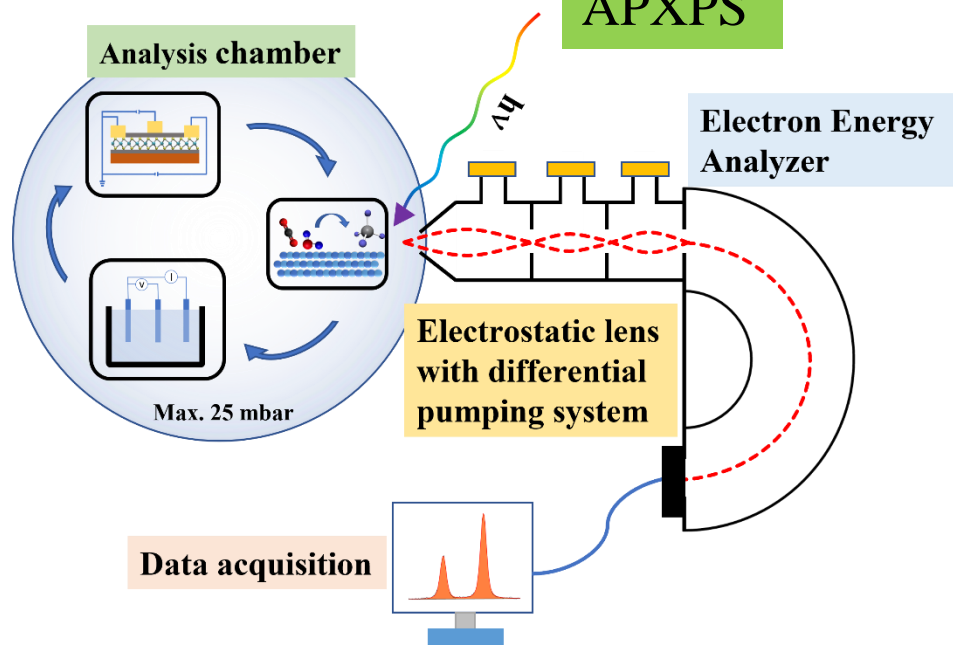 APXPS
Analysis chamber
hν
Electron Energy
Analyzer
V
I
Electrostatic lens
with differential
pumping system
Max. 25 mbar
Data acquisition